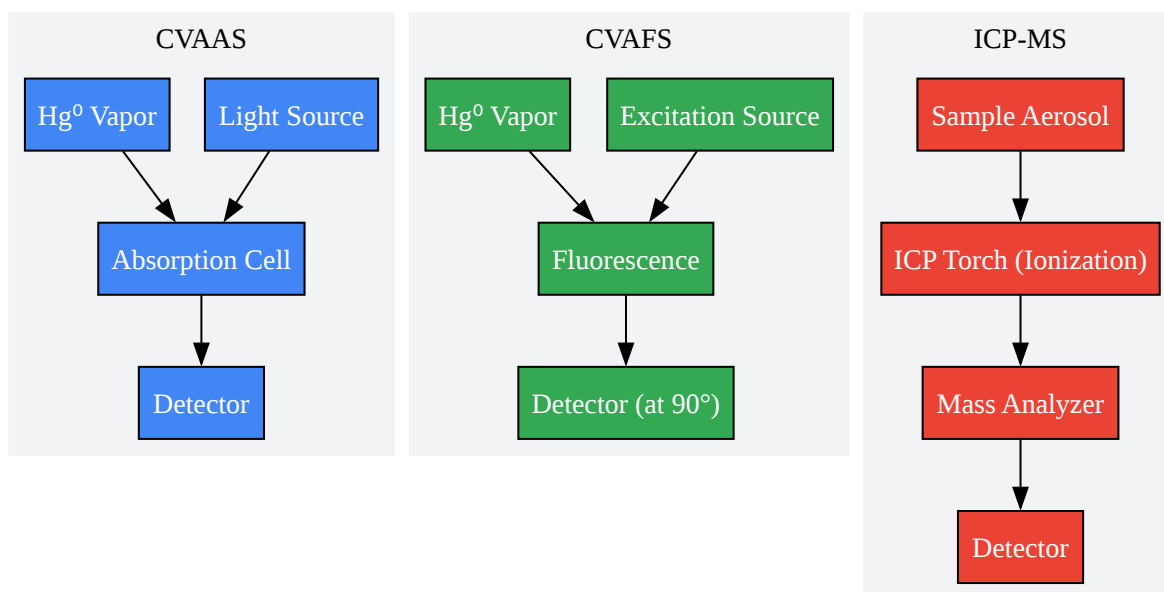 CVAAS
Hg⁰ Vapor
Light Source
Absorption Cell
Detector
CVAFS
Hg⁰ Vapor
Excitation Source
Fluorescence
Detector (at 90°)
ICP-MS
Sample Aerosol
ICP Torch (Ionization)
Mass Analyzer
Detector